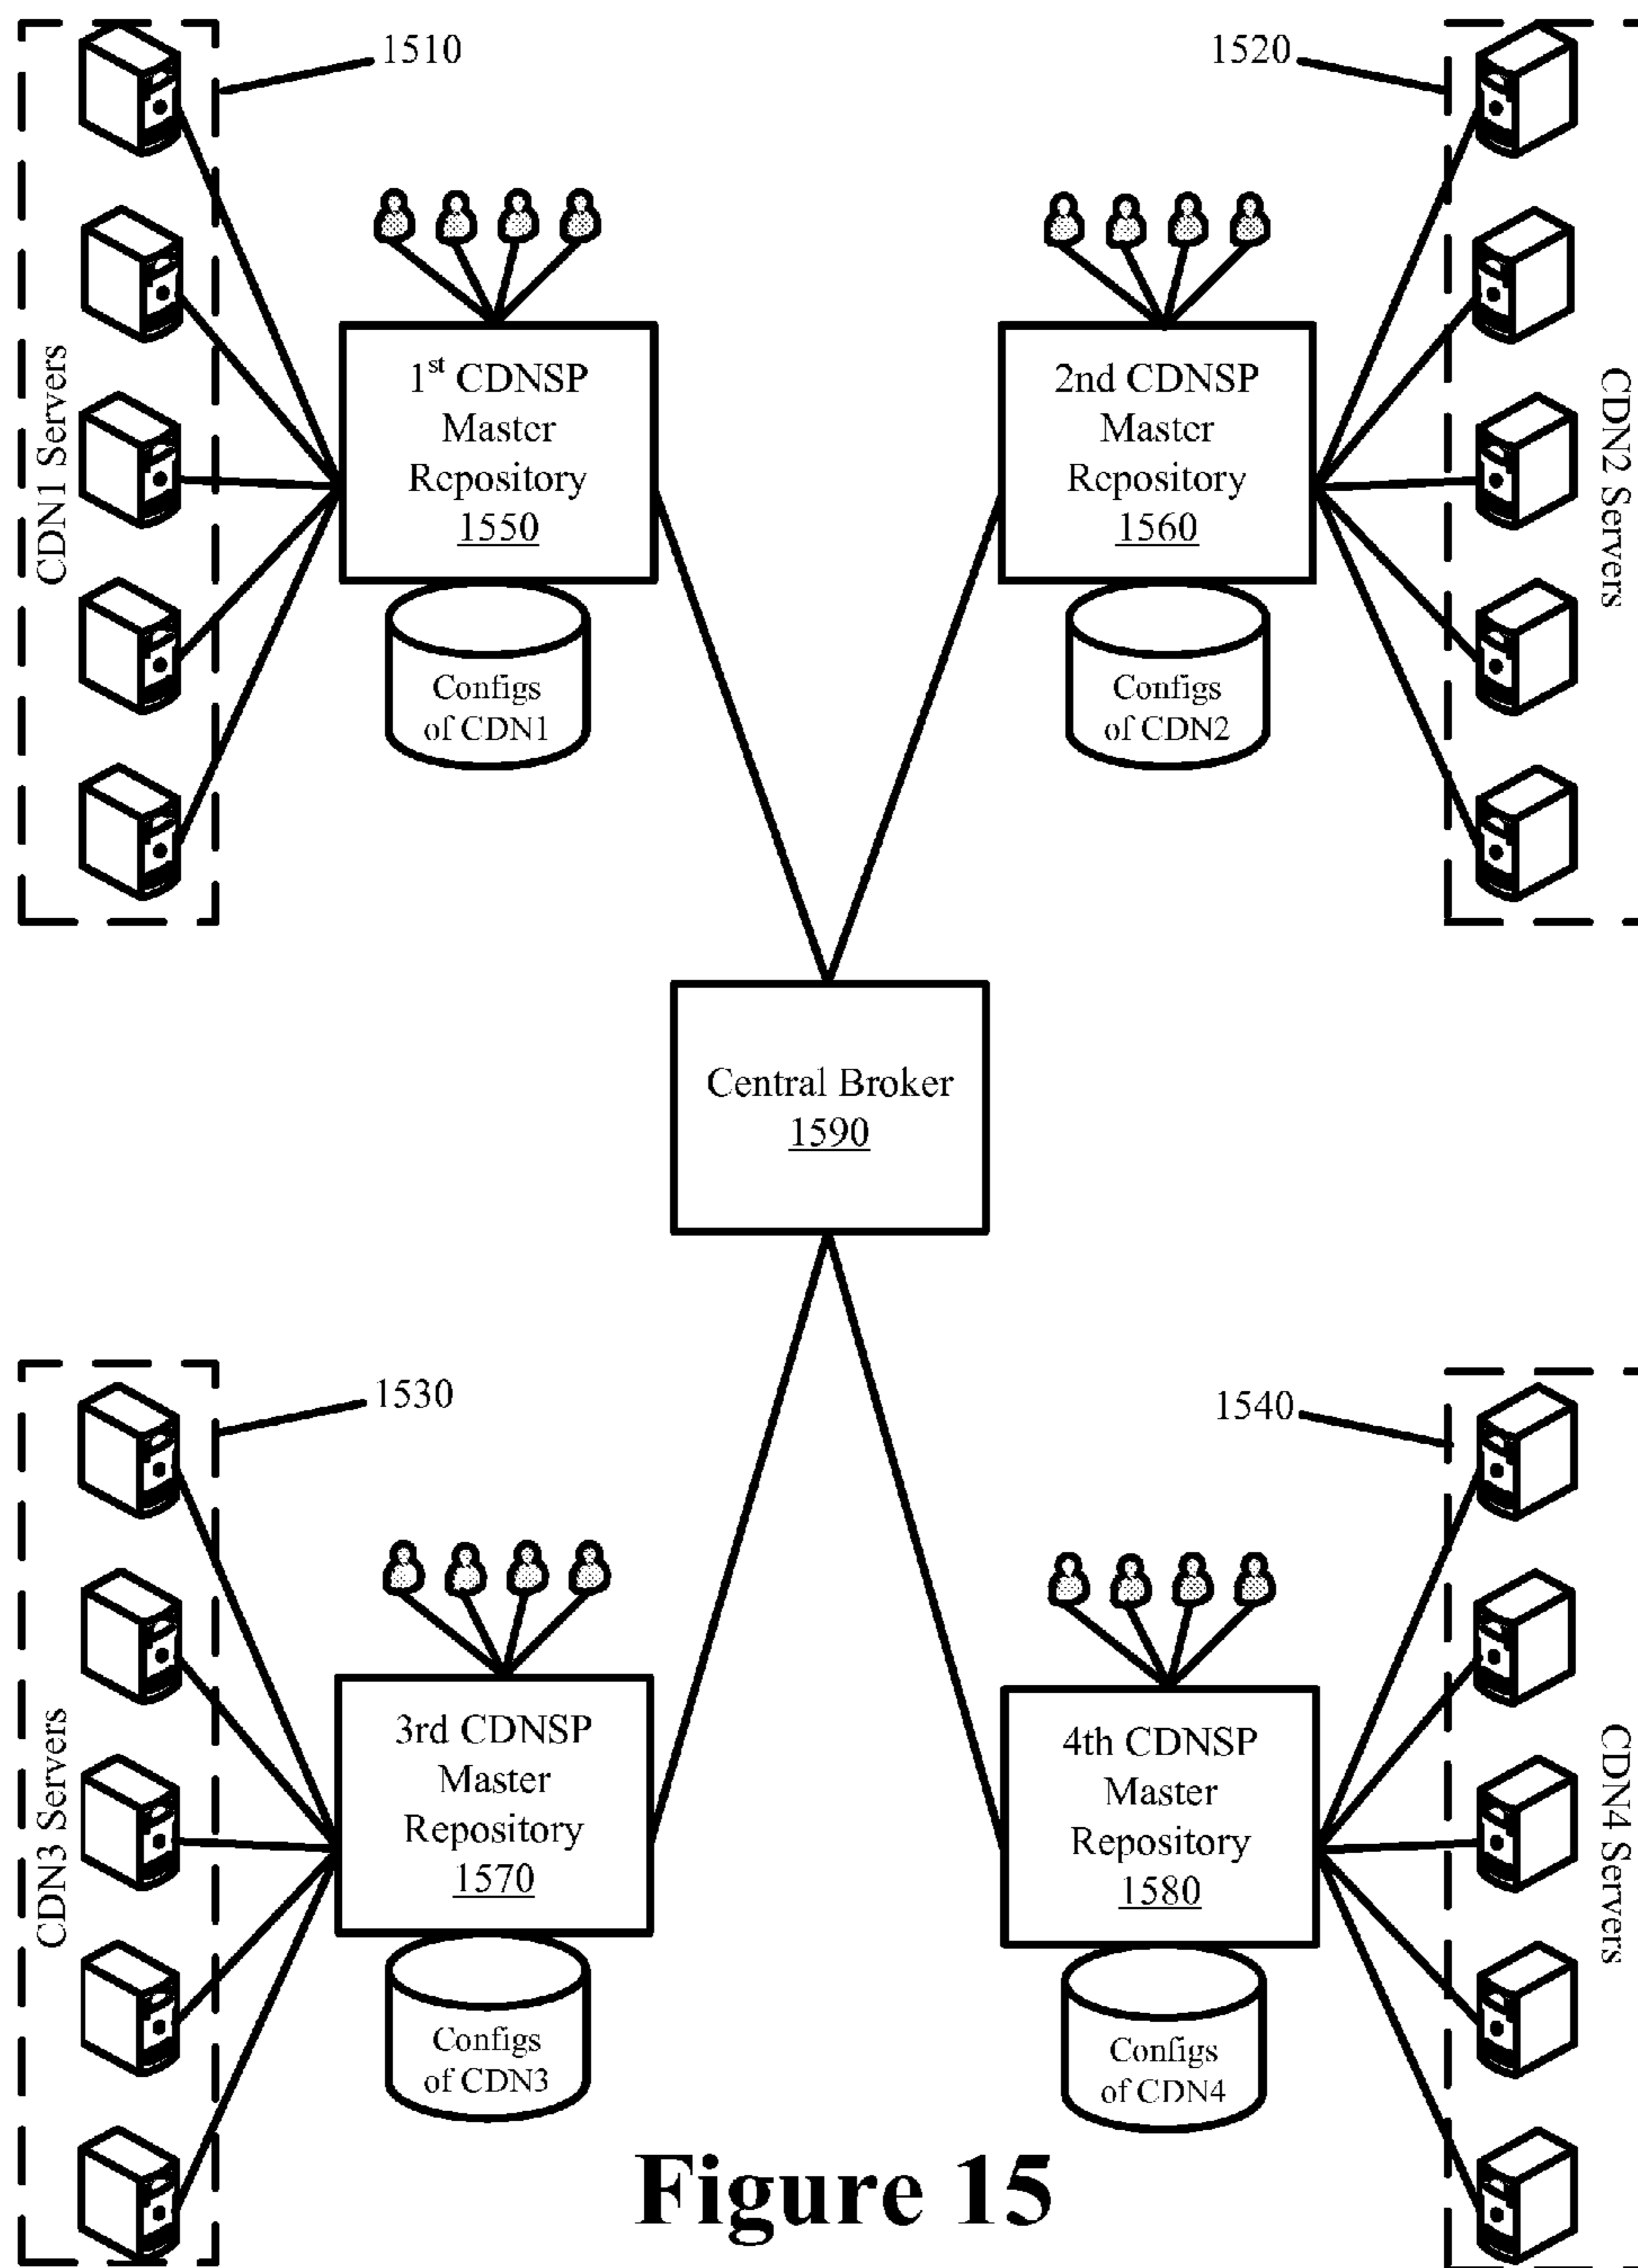 1510
1520
CDN1 Servers
1st CDNSP
Master
Repository
1550
Configs
of CDN1
2nd CDNSP
Master
Repository
1560
Configs
of CDN2
CDN2 Servers
Central Broker
1590
1530
1540
CDN3 Servers
3rd CDNSP
Master
Repository
1570
Configs
of CDN3
4th CDNSP
Master
Repository
1580
Configs
of CDN4
CDN4 Servers
Figure 15